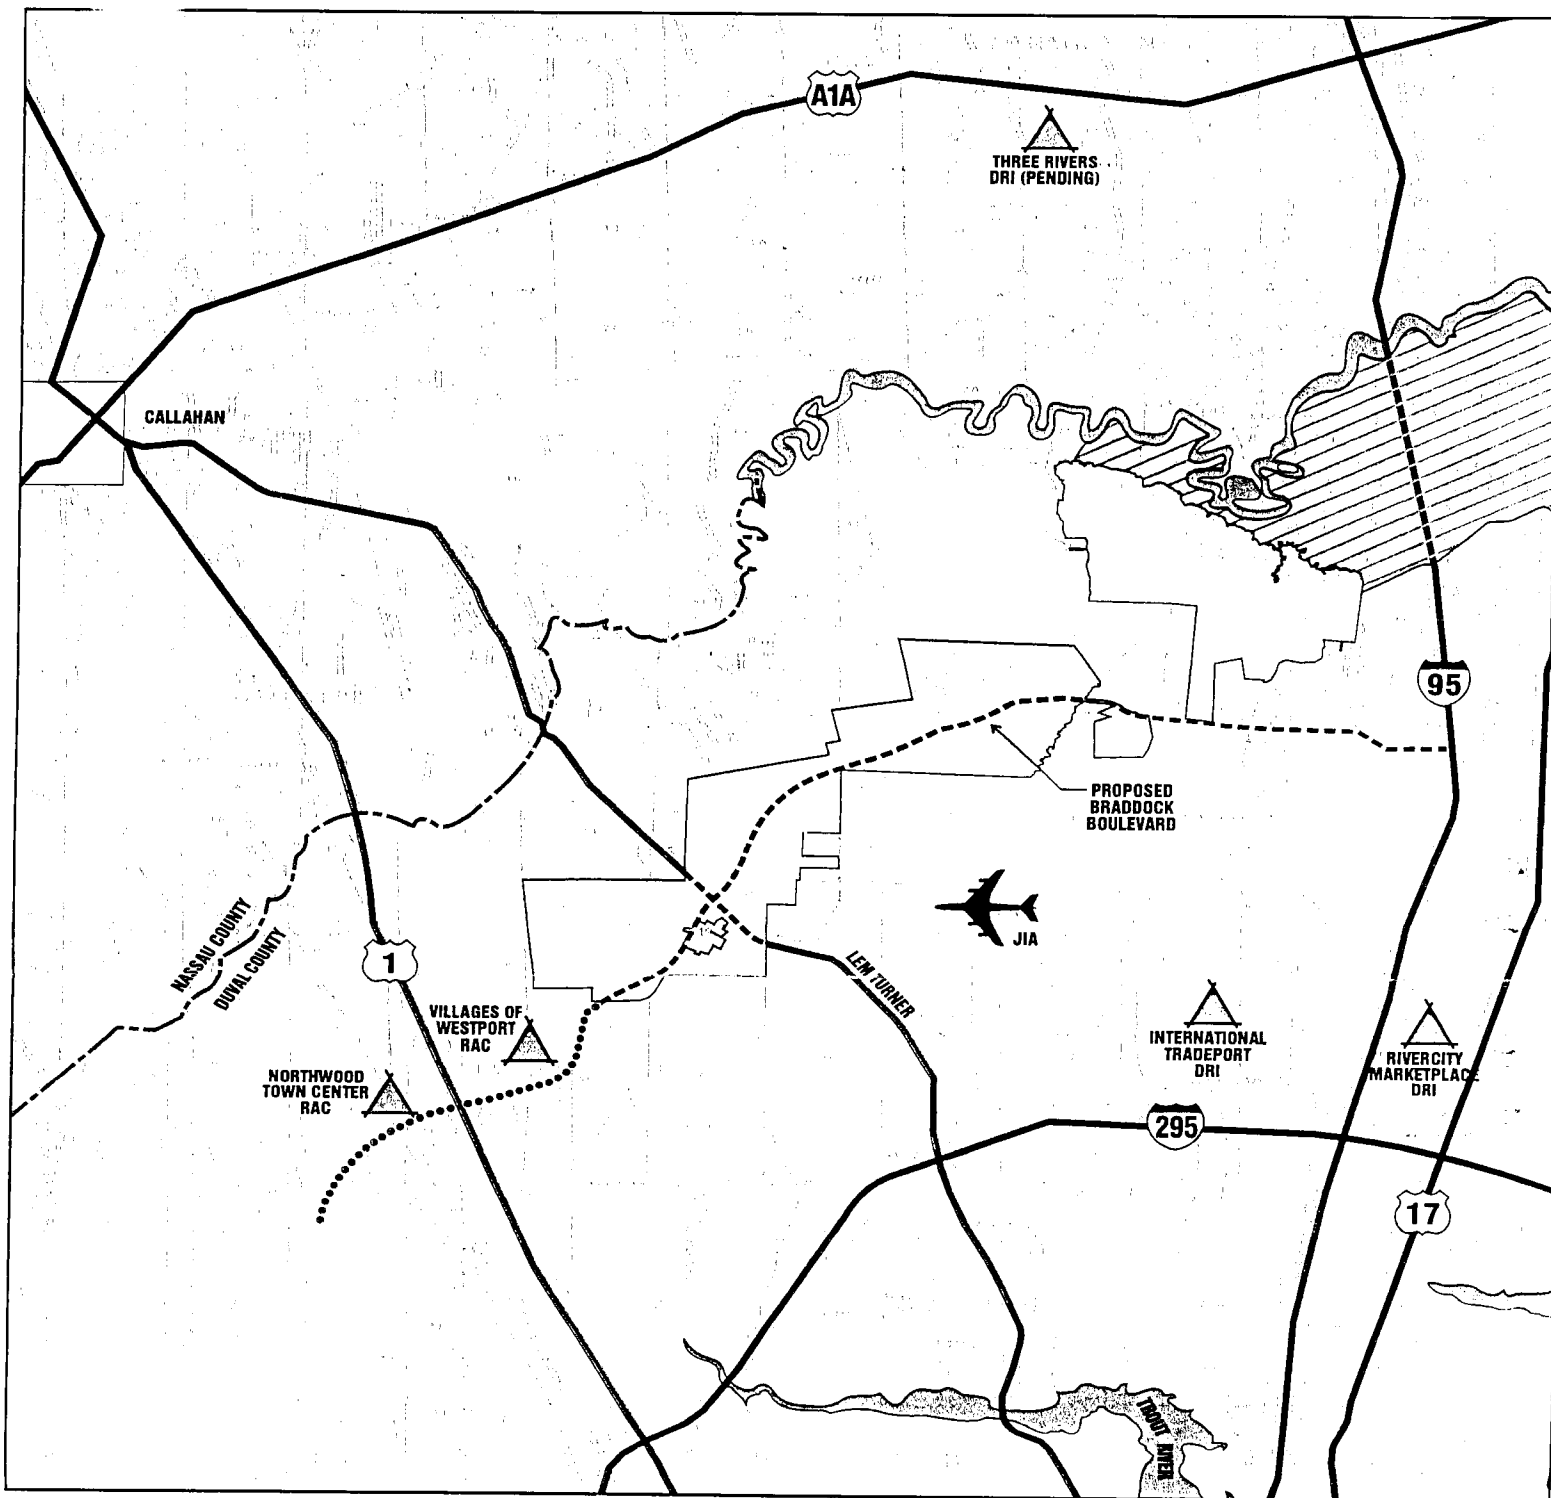 A1A
THREE RIVERS
DRI (PENDING)
CALLAHAN
95
PROPOSED
BRADDOCK
BOULEVARD
JIA
NASSAU COUNTY
DUVAL COUNTY
1
LEM TURNER
VILLAGES OF
WESTPORT
RAC
INTERNATIONAL
TRADEPORT
DRI
RIVERCITY
MARKETPLACE
DRI
NORTHWOOD
TOWN CENTER
RAC
295
17
TROUT RIVER